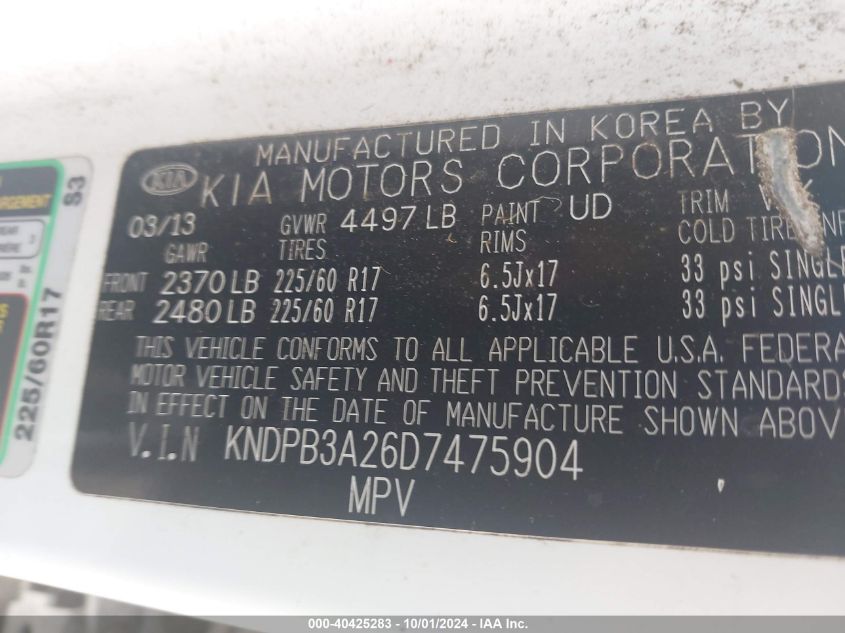 MANUFACTURED IN KOREA BY
KIA KIA MOTORS CORPORATION
03/13 GVWR 4497 LB PAINT UD TRIM
GAWR TIRES RIMS COLD TIRE
FRONT 2370 LB 225/60 R17 6.5Jx17 33 psi SINGLE
REAR 2480 LB 225/60 R17 6.5Jx17 33 psi SINGL
THIS VEHICLE CONFORMS TO ALL APPLICABLE U.S.A. FEDERA
MOTOR VEHICLE SAFETY AND THEFT PREVENTION STANDARDS
IN EFFECT ON THE DATE OF MANUFACTURE SHOWN ABOV
V.I.N KNDPB3A26D7475904
MPV
S3
225/60R17
000-40425283 - 10/01/2024 - IAA Inc.